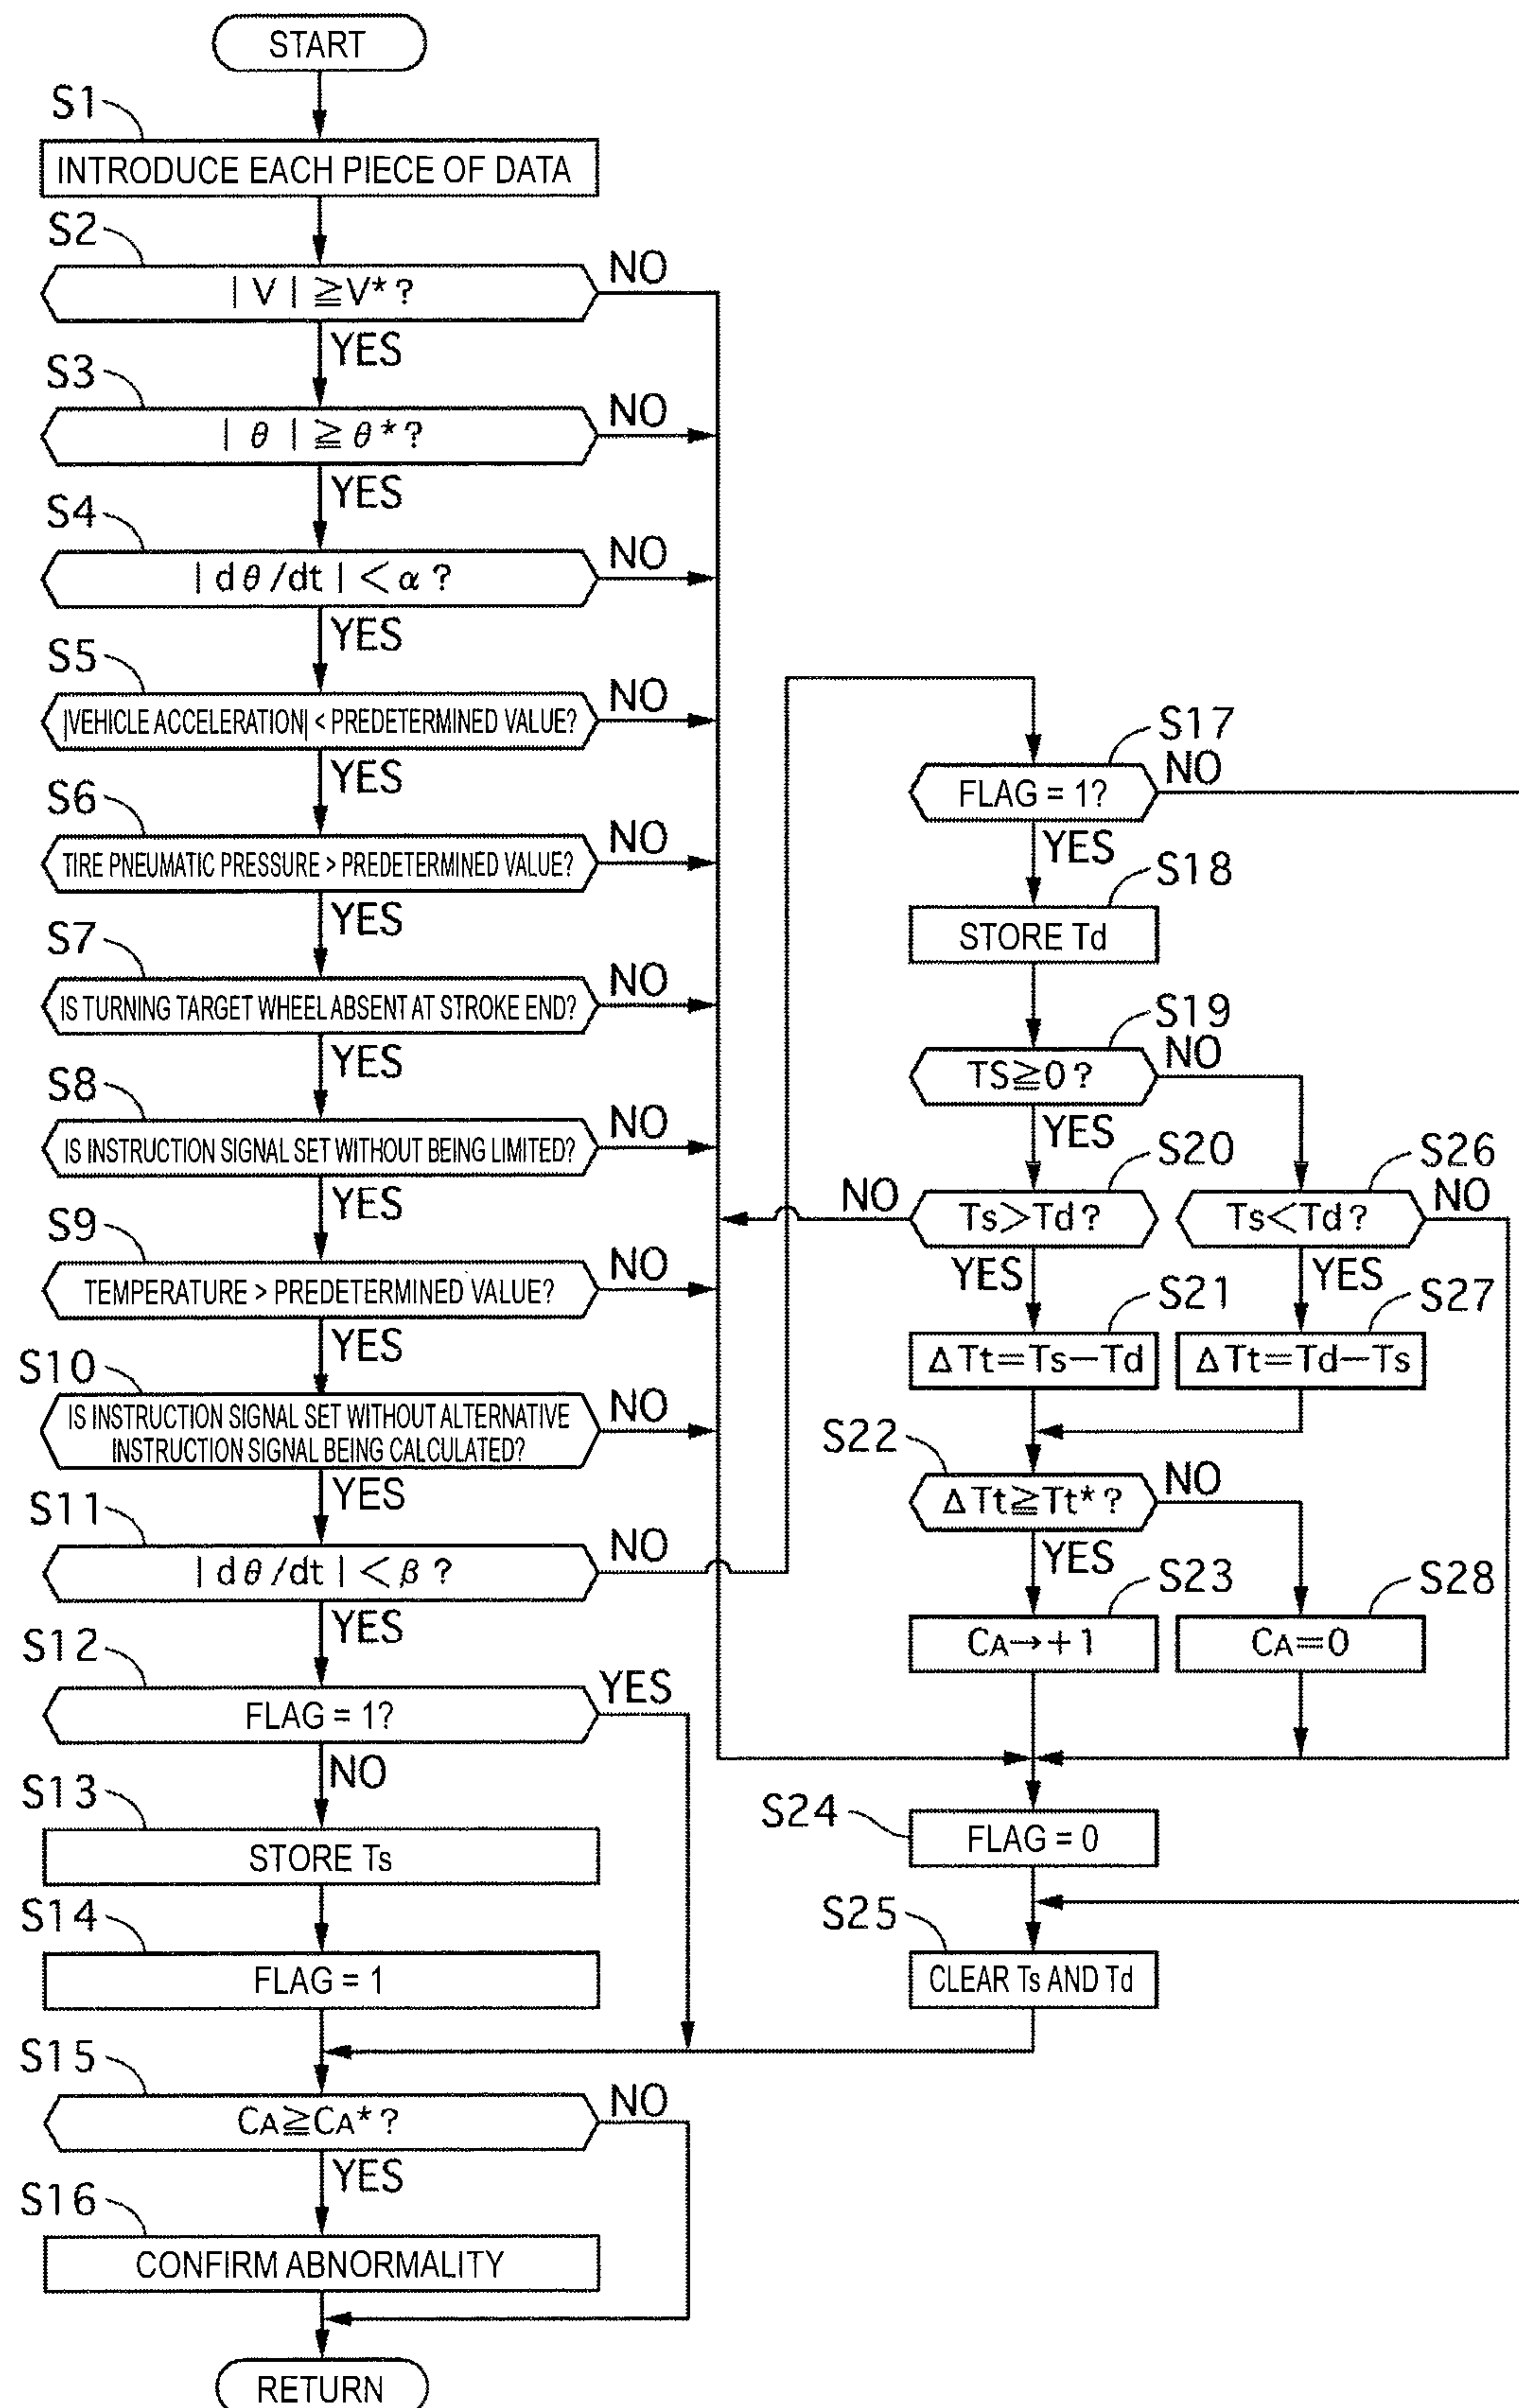 START
S1
INTRODUCE EACH PIECE OF DATA
S2
| V | ≧V*?
NO
YES
S3
| θ | ≧θ*?
NO
YES
S4
| dθ/dt | <α?
NO
YES
S5
|VEHICLE ACCELERATION| < PREDETERMINED VALUE?
NO
YES
S6
TIRE PNEUMATIC PRESSURE > PREDETERMINED VALUE?
NO
YES
S7
IS TURNING TARGET WHEEL ABSENT AT STROKE END?
NO
YES
S8
IS INSTRUCTION SIGNAL SET WITHOUT BEING LIMITED?
NO
YES
S9
TEMPERATURE > PREDETERMINED VALUE?
NO
YES
S10
IS INSTRUCTION SIGNAL SET WITHOUT ALTERNATIVE
INSTRUCTION SIGNAL BEING CALCULATED?
NO
YES
S11
| dθ/dt | <β?
NO
YES
S12
FLAG = 1?
YES
NO
S13
STORE Ts
S14
FLAG = 1
S15
CA≧CA*?
NO
YES
S16
CONFIRM ABNORMALITY
RETURN
S17
FLAG = 1?
NO
YES
S18
STORE Td
S19
TS≧0?
NO
YES
S20
Ts>Td?
NO
YES
S21
ΔTt=Ts−Td
S26
Ts<Td?
NO
YES
S27
ΔTt=Td−Ts
S22
ΔTt≧Tt*?
NO
YES
S23
CA→+1
S28
CA=0
S24
FLAG = 0
S25
CLEAR Ts AND Td